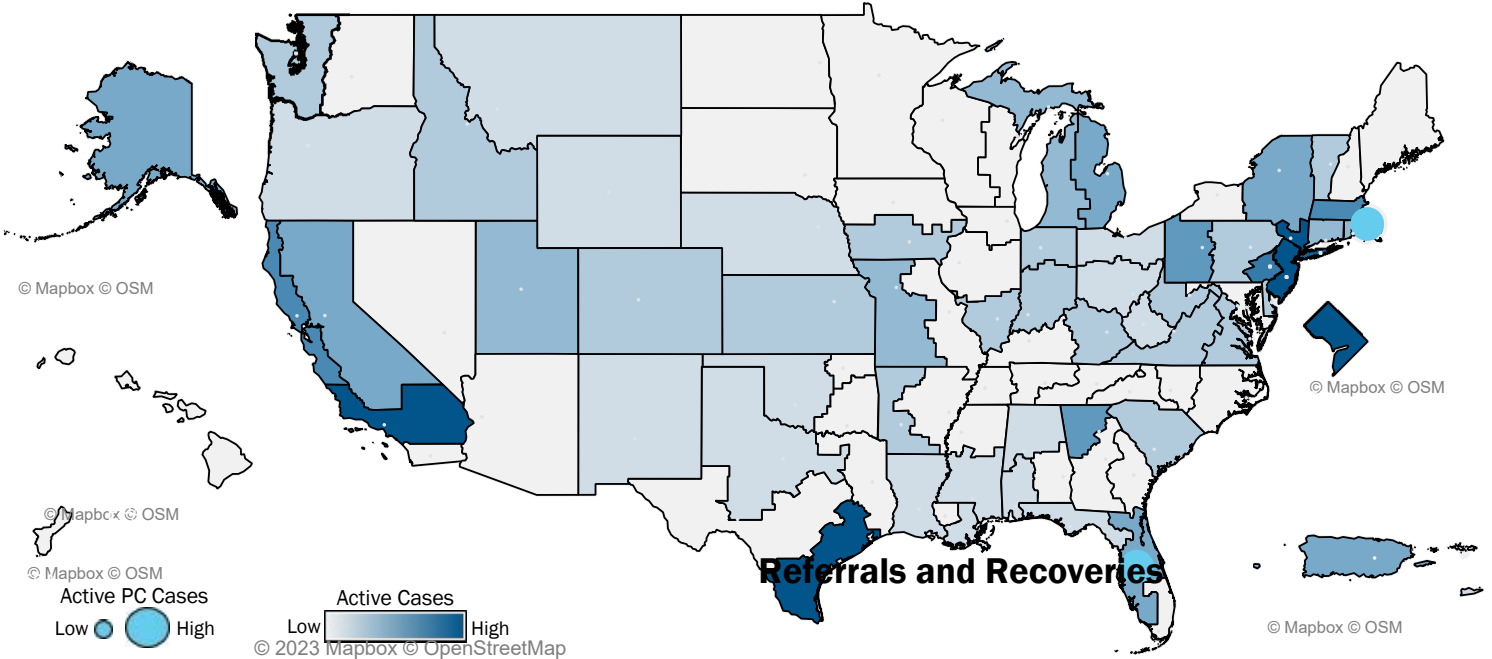 © Mapbox © OSM
© Mapbox © OSM
© Mapbox © OSM
© Mapbox © OSM
Referrals and Recoveries
Active PC Cases
Low High
Active Cases
Low High
© 2023 Mapbox © OpenStreetMap
© Mapbox © OSM